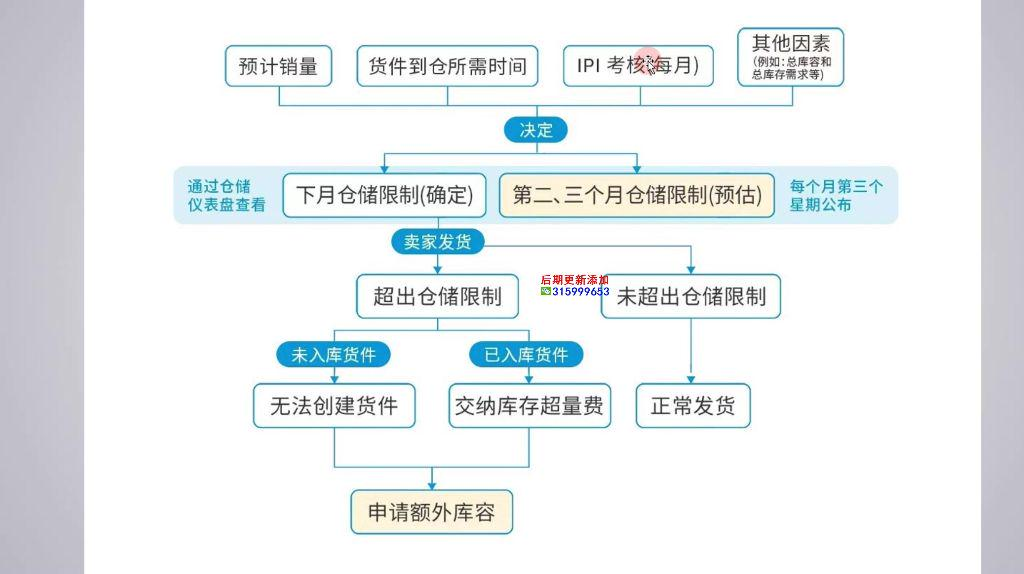 预计销量
货件到仓所需时间
IPI 考核(每月)
其他因素
(例如:总库容和
总库存需求等)
决定
通过仓储
仪表盘查看
下月仓储限制(确定)
第二、三个月仓储限制(预估)
每个月第三个
星期公布
卖家发货
超出仓储限制
后期更新添加
315999653
未超出仓储限制
未入库货件
已入库货件
无法创建货件
交纳库存超量费
正常发货
申请额外库容